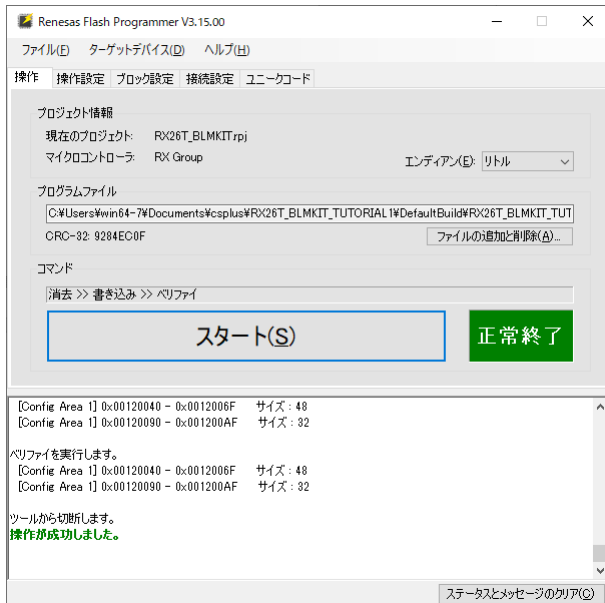 Renesas Flash Programmer V3.15.00
ファイル(F) ターゲットデバイス(D) ヘルプ(H)
操作 操作設定 ブロック設定 接続設定 ユニークコード
プロジェクト情報
現在のプロジェクト: RX26T_BLMKIT.rpj
マイクロコントローラ: RX Group
エンディアン(E): リトル
プログラムファイル
C:¥Users¥win64-7¥Documents¥csplus¥RX26T_BLMKIT_TUTORIAL1¥DefaultBuild¥RX26T_BLMKIT_TUT
CRC-32: 9284EC0F
ファイルの追加と削除(A)...
コマンド
消去 >> 書き込み >> ベリファイ
スタート(S)
正常終了
[Config Area 1] 0x00120040 - 0x0012006F サイズ : 48
[Config Area 1] 0x00120090 - 0x001200AF サイズ : 32
ベリファイを実行します。
[Config Area 1] 0x00120040 - 0x0012006F サイズ : 48
[Config Area 1] 0x00120090 - 0x001200AF サイズ : 32
ツールから切断します。
操作が成功しました。
ステータスとメッセージのクリア(C)